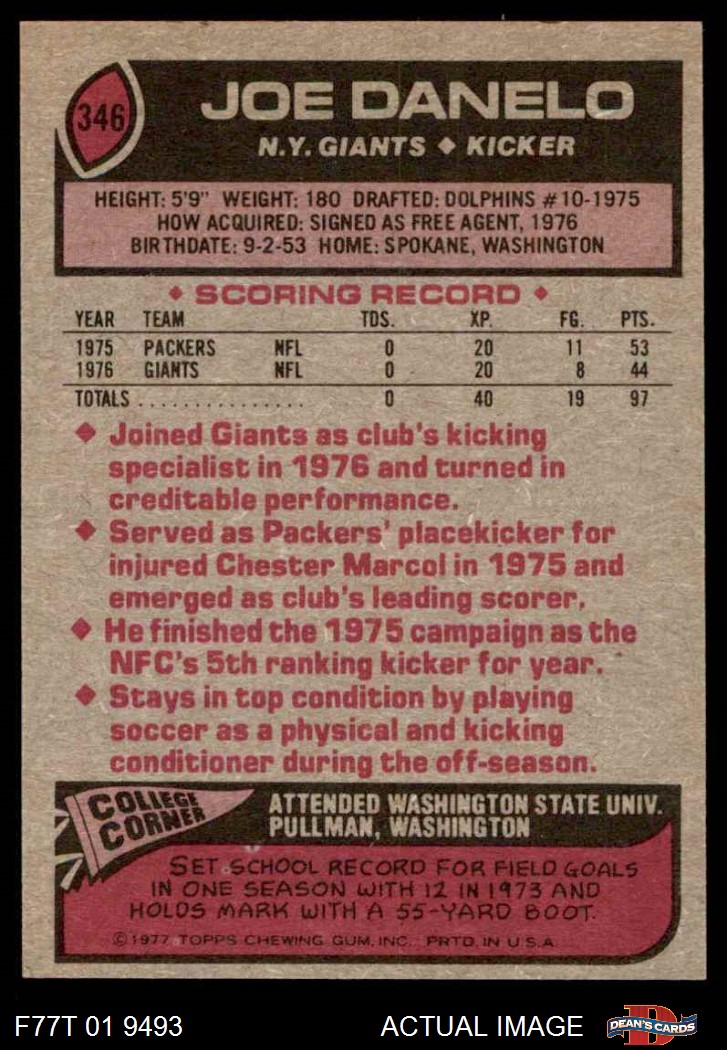 346
JOE DANELO
N.Y. GIANTS ♦ KICKER
HEIGHT: 5'9" WEIGHT: 180 DRAFTED: DOLPHINS #10-1975
HOW ACQUIRED: SIGNED AS FREE AGENT, 1976
BIRTHDATE: 9-2-53 HOME: SPOKANE, WASHINGTON
♦ SCORING RECORD ♦
YEAR TEAM TDS. XP. FG. PTS.
1975 PACKERS NFL 0 20 11 53
1976 GIANTS NFL 0 20 8 44
TOTALS ................ 0 40 19 97
♦ Joined Giants as club's kicking
specialist in 1976 and turned in
creditable performance.
♦ Served as Packers' placekicker for
injured Chester Marcol in 1975 and
emerged as club's leading scorer.
♦ He finished the 1975 campaign as the
NFC's 5th ranking kicker for year.
♦ Stays in top condition by playing
soccer as a physical and kicking
conditioner during the off-season.
COLLEGE
CORNER
ATTENDED WASHINGTON STATE UNIV.
PULLMAN, WASHINGTON
SET SCHOOL RECORD FOR FIELD GOALS
IN ONE SEASON WITH 12 IN 1973 AND
HOLDS MARK WITH A 55-YARD BOOT.
©1977 TOPPS CHEWING GUM, INC. PRTD. IN U.S.A.
F77T 01 9493 ACTUAL IMAGE
DEAN'S CARDS